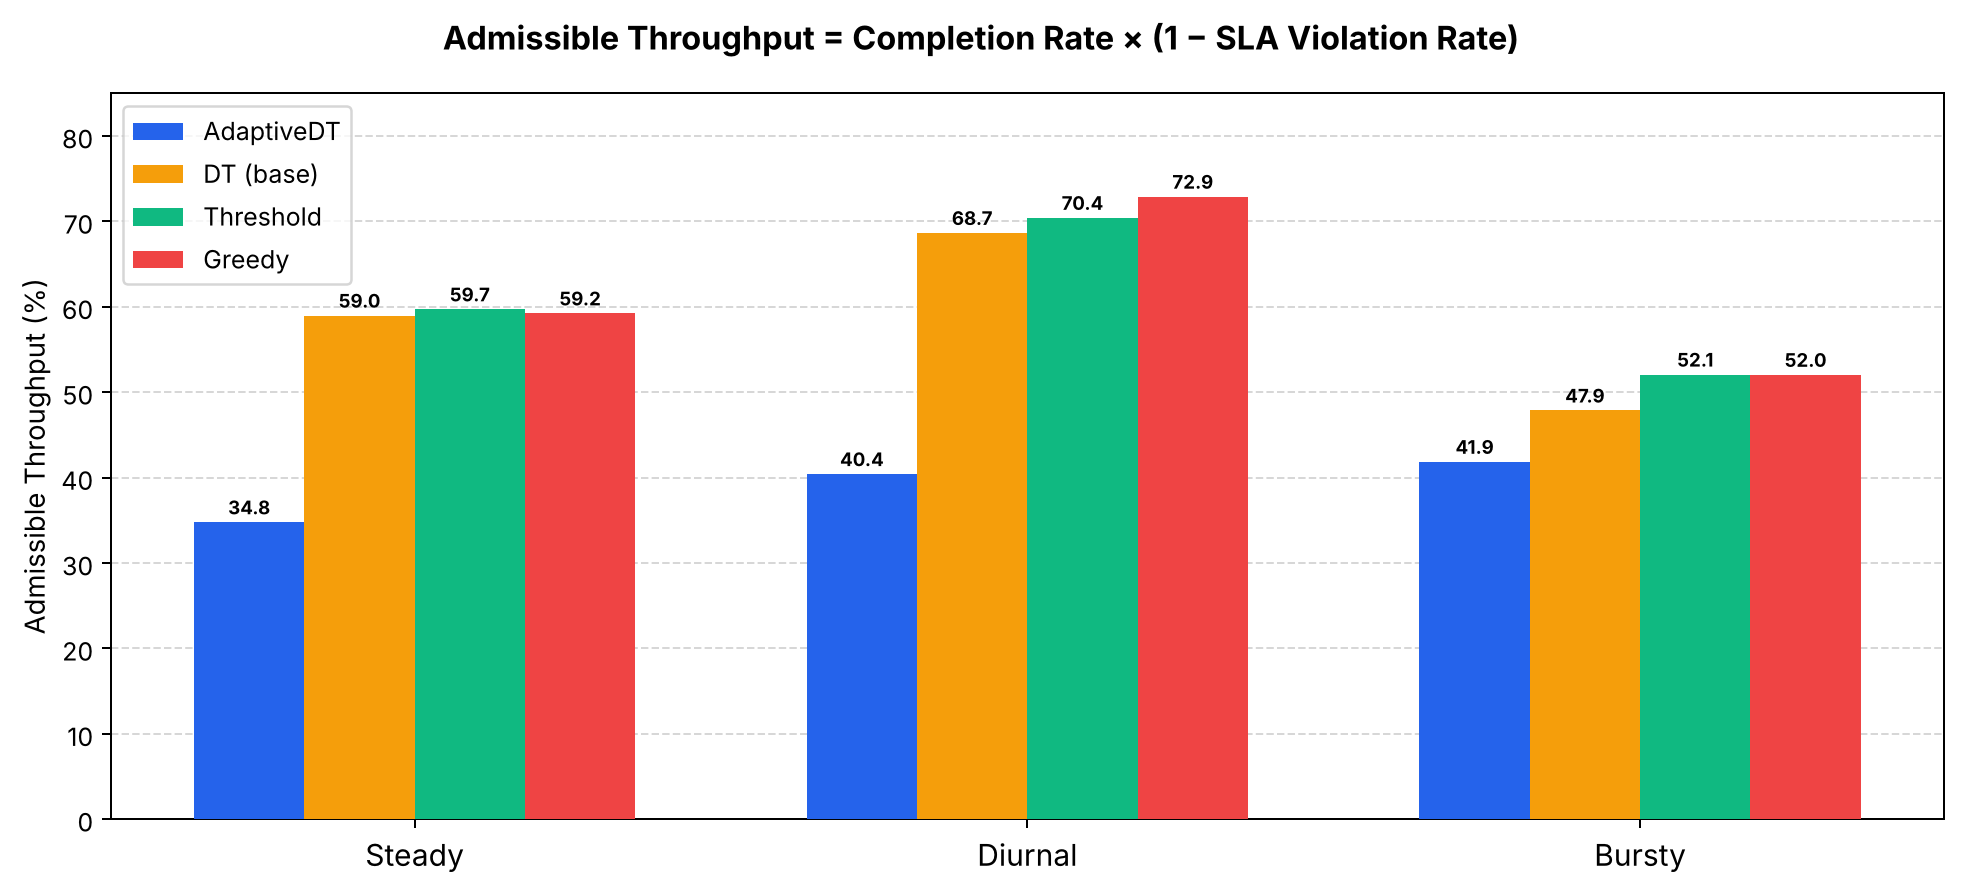 Admissible Throughput = Completion Rate × (1 − SLA Violation Rate)
AdaptiveDT
DT (base)
Threshold
Greedy
Admissible Throughput (%)
80
70
60
50
40
30
20
10
0
34.8
59.0
59.7
59.2
40.4
68.7
70.4
72.9
41.9
47.9
52.1
52.0
Steady
Diurnal
Bursty